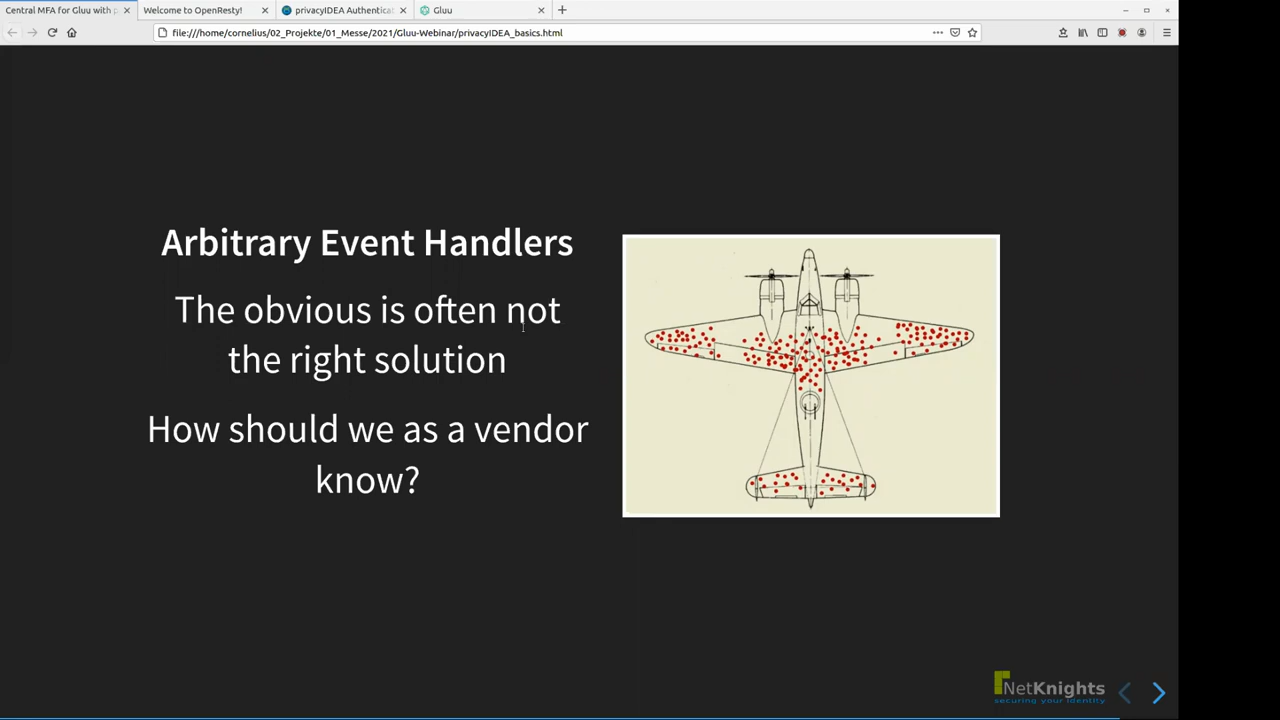 Central MFA for Gluu with p
Welcome to OpenResty!
privacyIDEA Authentica
Gluu
file:///home/cornelius/02_Projekte/01_Messe/2021/Gluu-Webinar/privacyIDEA_basics.html
Arbitrary Event Handlers
The obvious is often not
the right solution
How should we as a vendor
know?
NetKnights
securing your identity